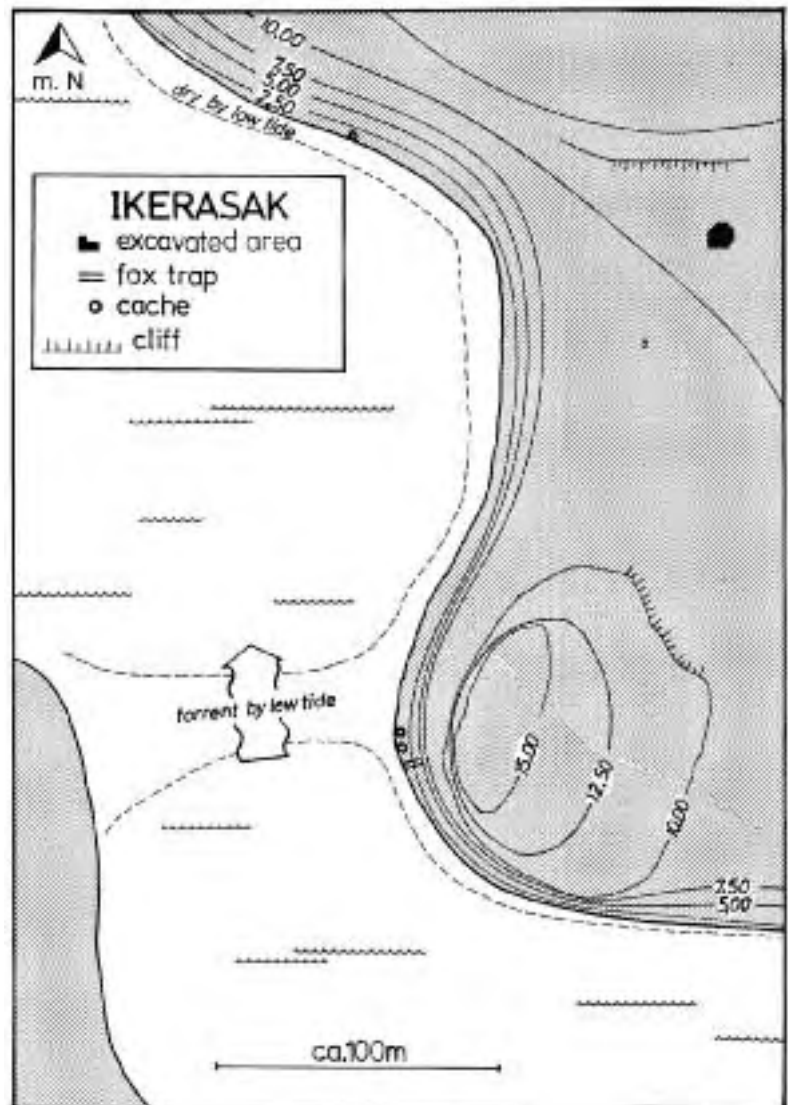 m. N
10.00
7.50
5.00
2.50
dry by low tide
IKERASAK
excavated area
fox trap
cache
cliff
torrent by low tide
15.00
12.50
10.00
7.50
5.00
ca.100m